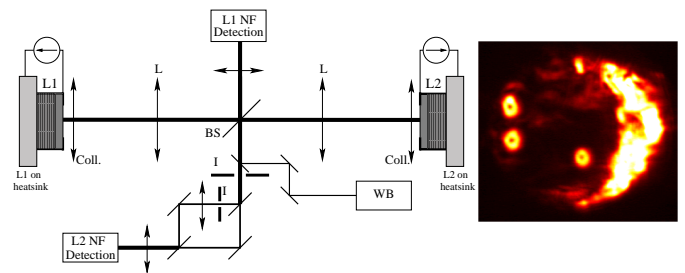 L1 NF
Detection
L1
L
L
L2
BS
Coll.
Coll.
I
I
WB
L1 on
heatsink
L2 on
heatsink
L2 NF
Detection